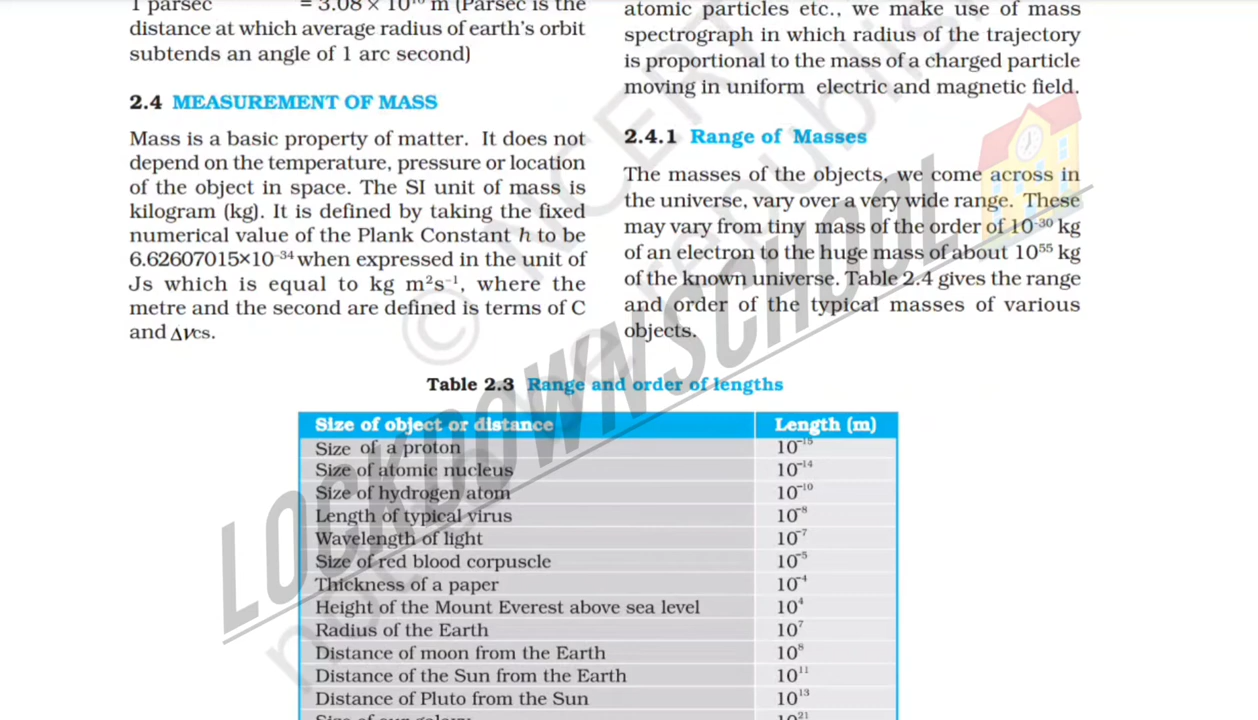 1 parsec = 3.08 × 10¹⁶ m (Parsec is the
distance at which average radius of earth's orbit
subtends an angle of 1 arc second)
2.4 MEASUREMENT OF MASS
Mass is a basic property of matter. It does not
depend on the temperature, pressure or location
of the object in space. The SI unit of mass is
kilogram (kg). It is defined by taking the fixed
numerical value of the Plank Constant h to be
6.62607015×10⁻³⁴ when expressed in the unit of
Js which is equal to kg m²s⁻¹, where the
metre and the second are defined is terms of C
and Δνcs.
atomic particles etc., we make use of mass
spectrograph in which radius of the trajectory
is proportional to the mass of a charged particle
moving in uniform electric and magnetic field.
2.4.1 Range of Masses
The masses of the objects, we come across in
the universe, vary over a very wide range. These
may vary from tiny mass of the order of 10⁻³⁰ kg
of an electron to the huge mass of about 10⁵⁵ kg
of the known universe. Table 2.4 gives the range
and order of the typical masses of various
objects.
Table 2.3 Range and order of lengths
Size of object or distance Length (m)
Size of a proton 10⁻¹⁵
Size of atomic nucleus 10⁻¹⁴
Size of hydrogen atom 10⁻¹⁰
Length of typical virus 10⁻⁸
Wavelength of light 10⁻⁷
Size of red blood corpuscle 10⁻⁵
Thickness of a paper 10⁻⁴
Height of the Mount Everest above sea level 10⁴
Radius of the Earth 10⁷
Distance of moon from the Earth 10⁸
Distance of the Sun from the Earth 10¹¹
Distance of Pluto from the Sun 10¹³
Size of our galaxy 10²¹
© NCERT
not to be republished
LOCKDOWN SCHOOL